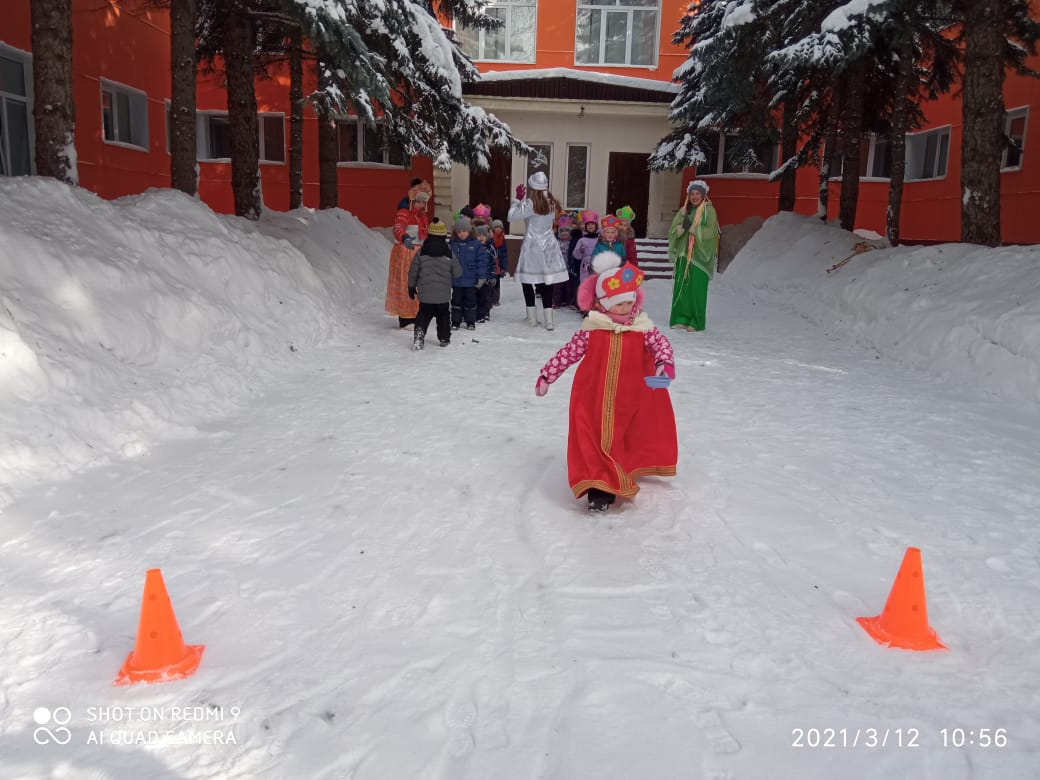 SHOT ON REDMI 9
AI QUAD CAMERA
2021/3/12 10:56